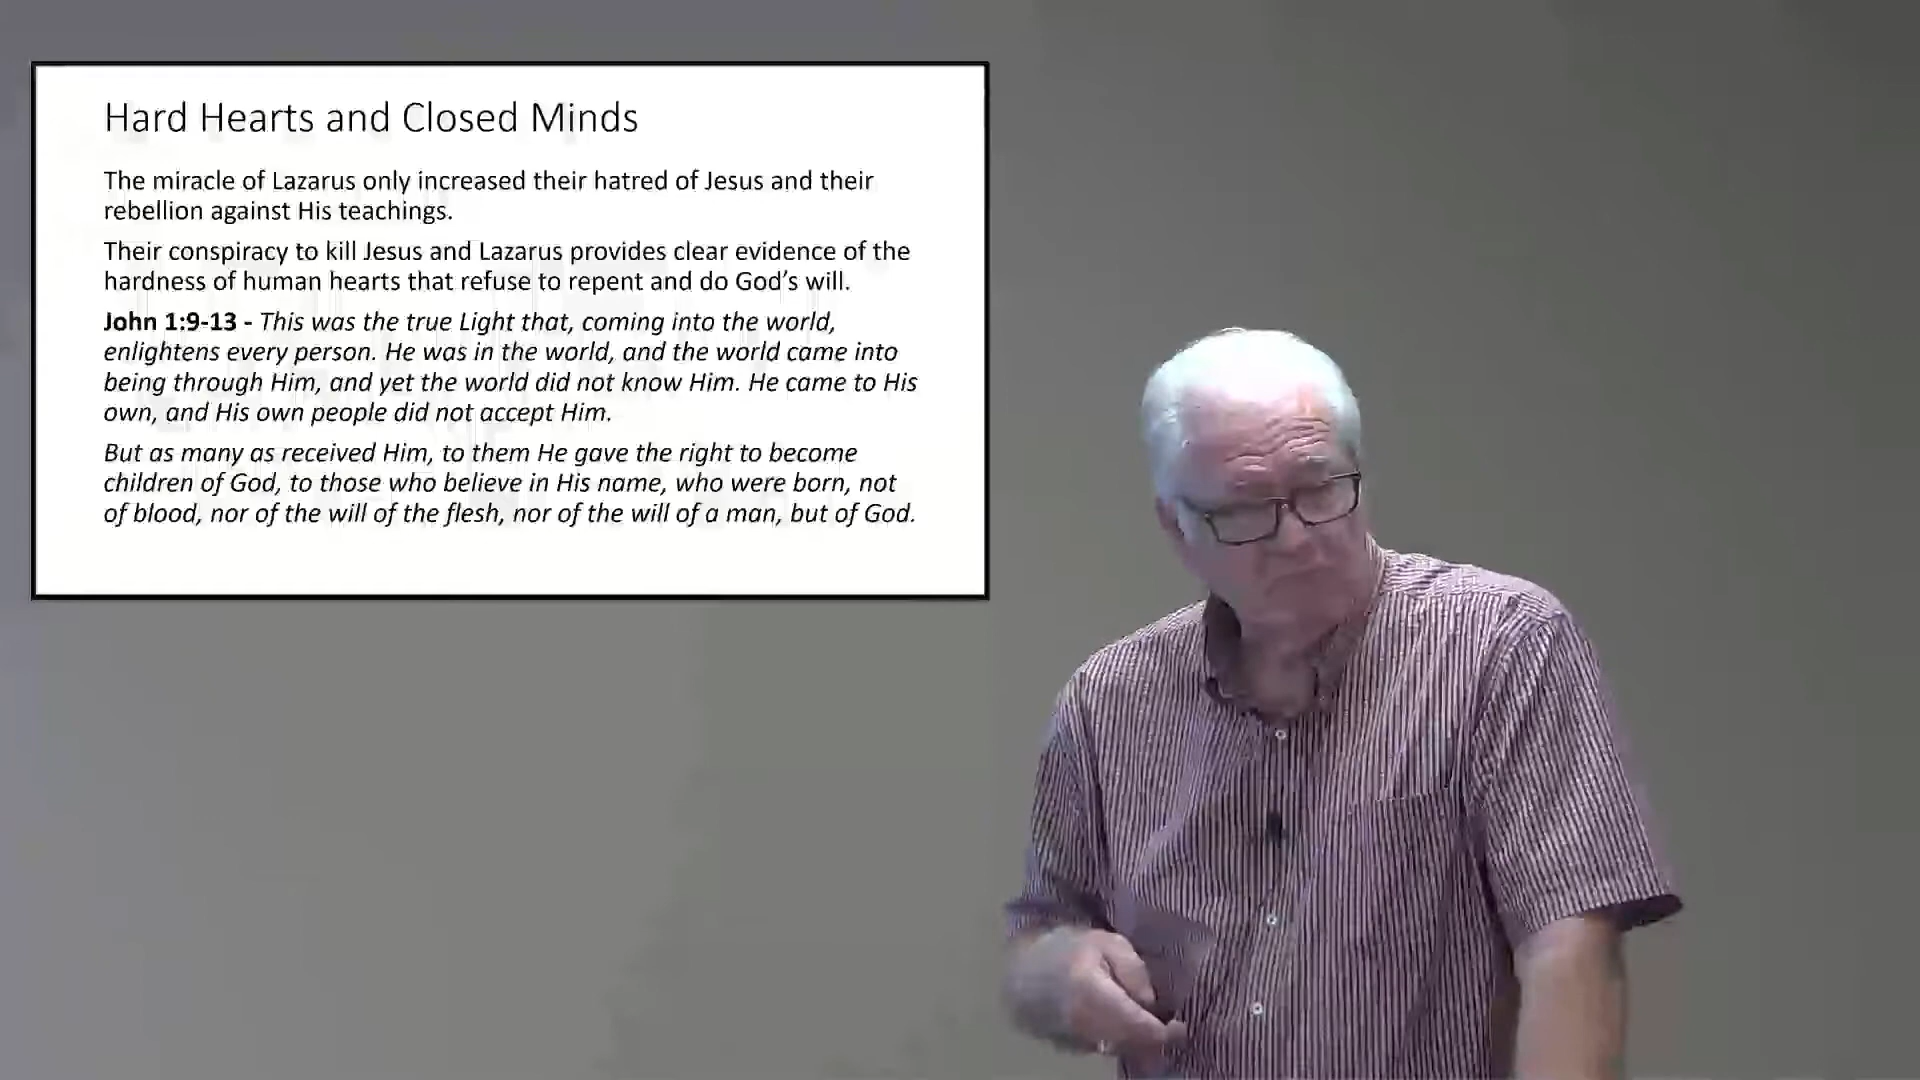 Hard Hearts and Closed Minds
The miracle of Lazarus only increased their hatred of Jesus and their
rebellion against His teachings.
Their conspiracy to kill Jesus and Lazarus provides clear evidence of the
hardness of human hearts that refuse to repent and do God’s will.
John 1:9-13 - This was the true Light that, coming into the world,
enlightens every person. He was in the world, and the world came into
being through Him, and yet the world did not know Him. He came to His
own, and His own people did not accept Him.
But as many as received Him, to them He gave the right to become
children of God, to those who believe in His name, who were born, not
of blood, nor of the will of the flesh, nor of the will of a man, but of God.